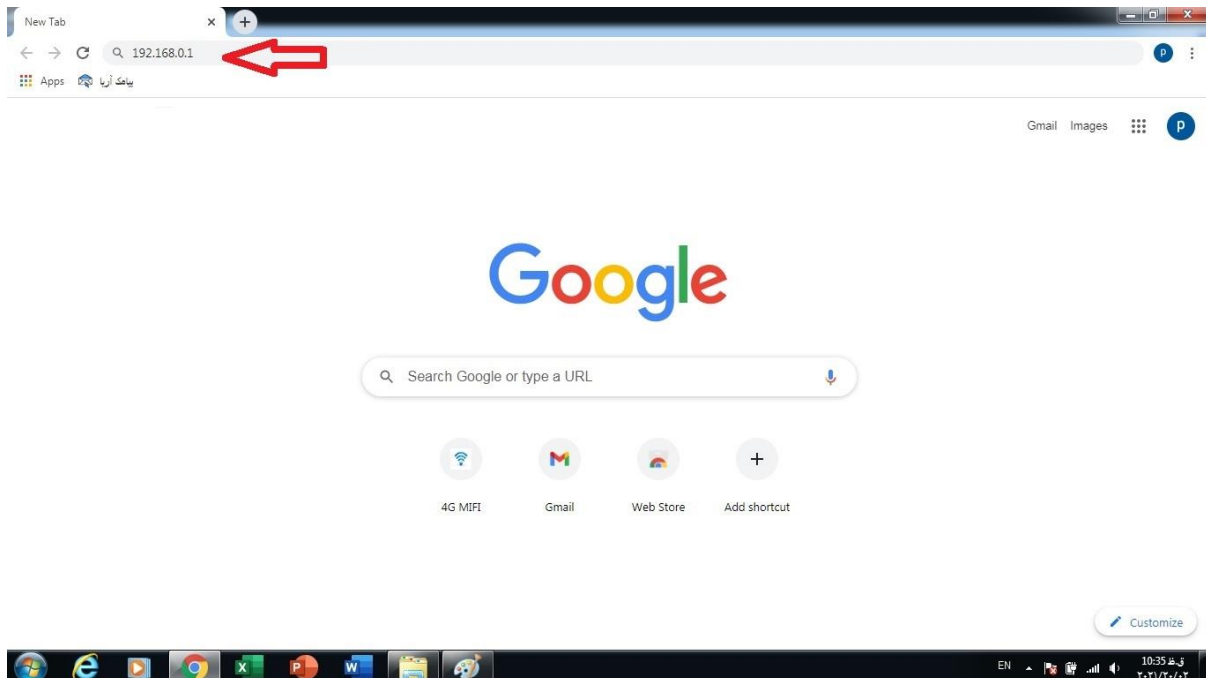 New Tab
192.168.0.1
Apps پیامک آریا
Gmail Images
P
Google
Search Google or type a URL
4G MIFI Gmail Web Store Add shortcut
Customize
EN 10:35 ق.ظ